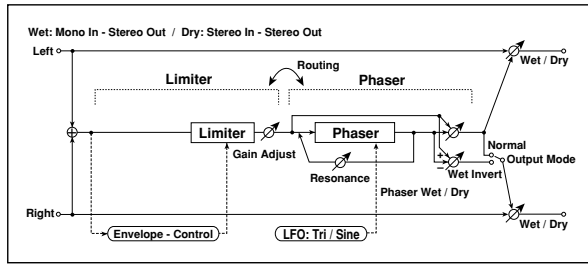 Wet: Mono In - Stereo Out / Dry: Stereo In - Stereo Out
Left
Wet / Dry
Routing
Limiter
Phaser
Limiter
Phaser
Gain Adjust
Resonance
+
−
Normal
Output Mode
Wet Invert
Phaser Wet / Dry
Right
Wet / Dry
Envelope - Control
LFO: Tri / Sine